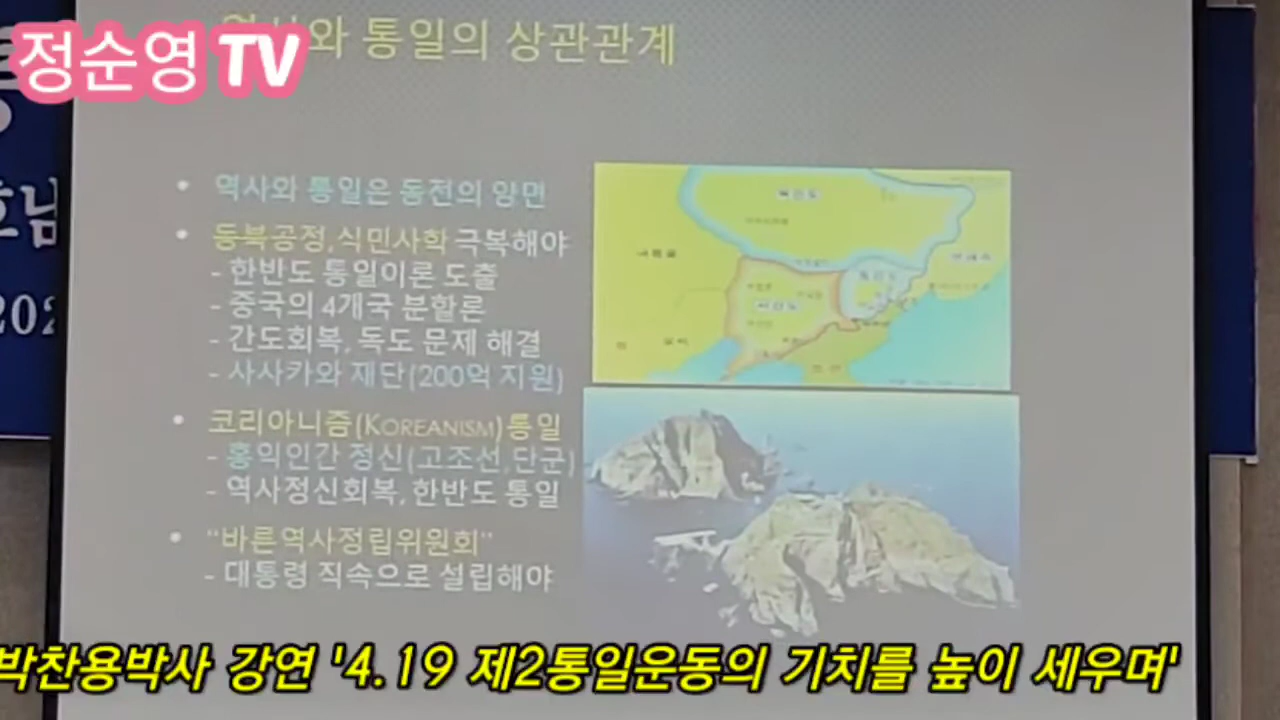 정순영 TV
와 통일의 상관관계
• 역사와 통일은 동전의 양면
• 동북공정,식민사학 극복해야
- 한반도 통일이론 도출
- 중국의 4개국 분할론
- 간도회복, 독도 문제 해결
- 사사카와 재단(200억 지원)
• 코리아니즘(KOREANISM)통일
- 홍익인간 정신(고조선,단군)
- 역사정신회복, 한반도 통일
• “바른역사정립위원회”
- 대통령 직속으로 설립해야
북간도
서간도
박찬용박사 강연 '4.19 제2통일운동의 기치를 높이 세우며'